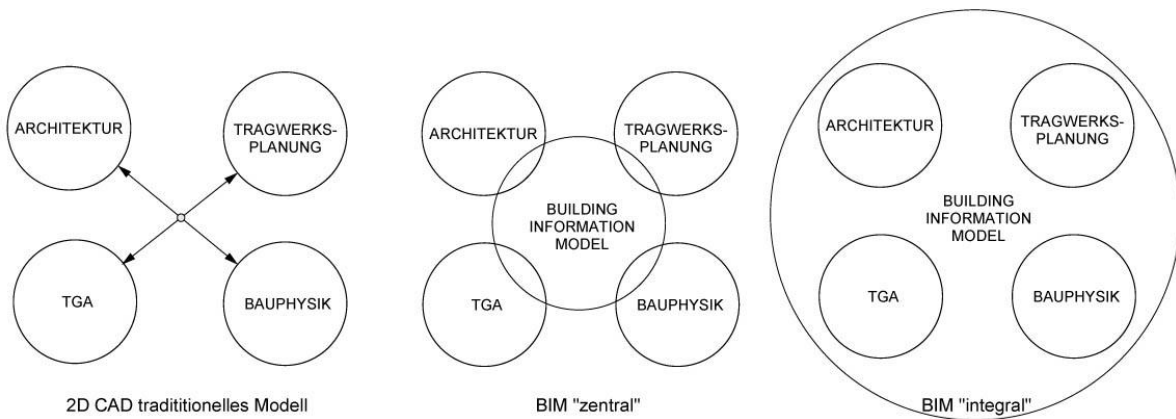 ARCHITEKTUR
TRAGWERKS-
PLANUNG
TGA
BAUPHYSIK
2D CAD tradititionelles Modell
ARCHITEKTUR
TRAGWERKS-
PLANUNG
BUILDING
INFORMATION
MODEL
TGA
BAUPHYSIK
BIM "zentral"
ARCHITEKTUR
TRAGWERKS-
PLANUNG
BUILDING
INFORMATION
MODEL
TGA
BAUPHYSIK
BIM "integral"